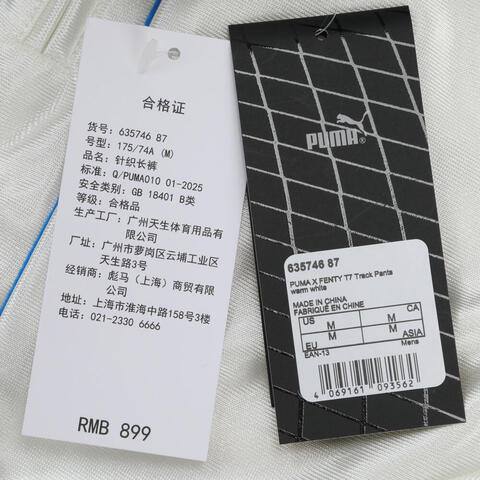 合格证
货号: 635746 87
号型: 175/74A (M)
品名: 针织长裤
标准: Q/PUMA010 01-2025
安全类别: GB 18401 B类
等级: 合格品
生产工厂: 广州天生体育用品有
限公司
厂址: 广州市萝岗区云埔工业区
天生路3号
经销商: 彪马(上海)商贸有限
公司
地址: 上海市淮海中路158号3楼
电话: 021-2330 6666
RMB 899
PUMA
635746 87
PUMA X FENTY T7 Track Pants
warm white
MADE IN CHINA
FABRIQUÉ EN CHINE
US M M CA
EU M M ASIA
EAN-13 Mens
4 069161 093562